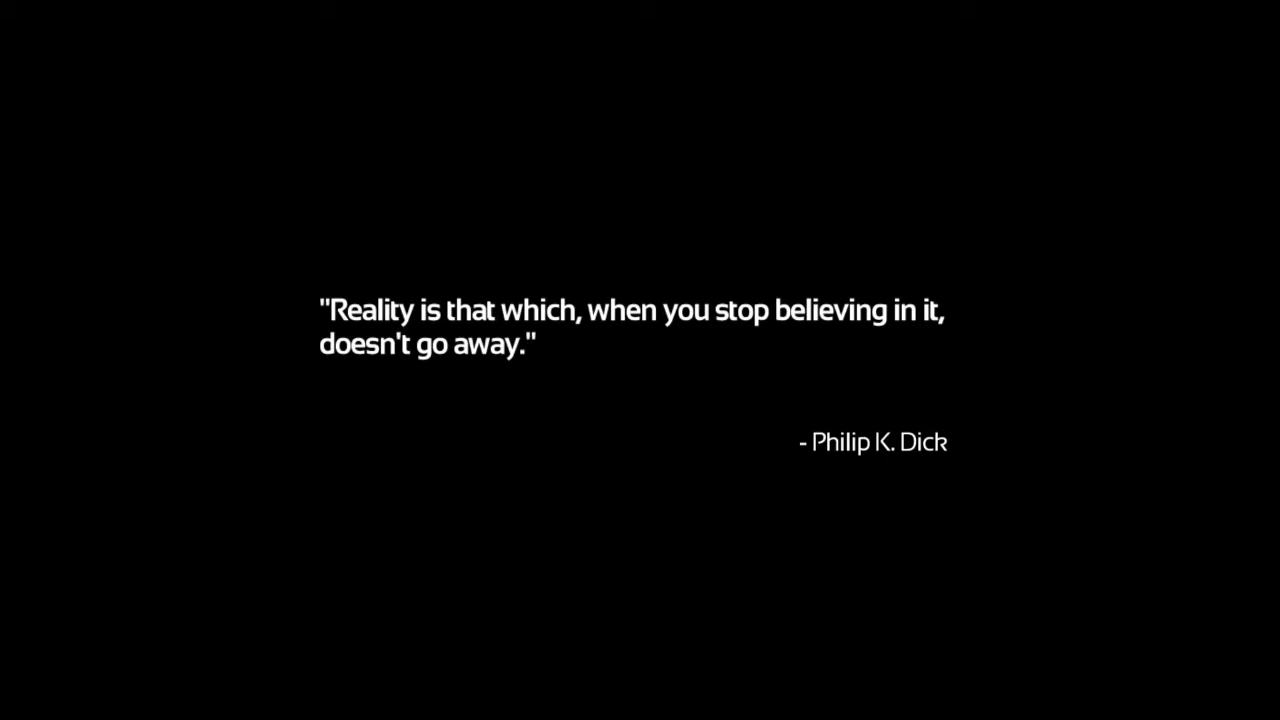 "Reality is that which, when you stop believing in it,
doesn't go away."
- Philip K. Dick